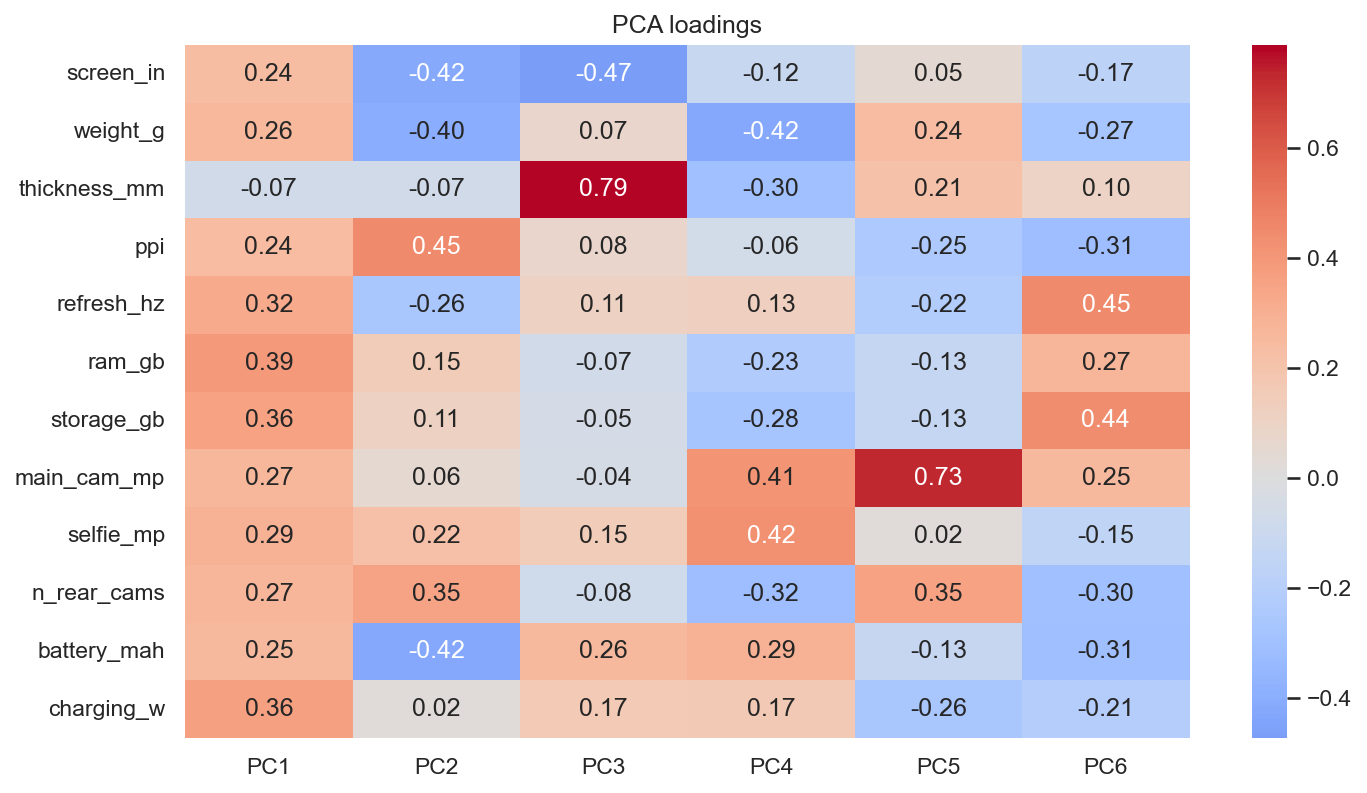 PCA loadings
screen_in 0.24 -0.42 -0.47 -0.12 0.05 -0.17
weight_g 0.26 -0.40 0.07 -0.42 0.24 -0.27
thickness_mm -0.07 -0.07 0.79 -0.30 0.21 0.10
ppi 0.24 0.45 0.08 -0.06 -0.25 -0.31
refresh_hz 0.32 -0.26 0.11 0.13 -0.22 0.45
ram_gb 0.39 0.15 -0.07 -0.23 -0.13 0.27
storage_gb 0.36 0.11 -0.05 -0.28 -0.13 0.44
main_cam_mp 0.27 0.06 -0.04 0.41 0.73 0.25
selfie_mp 0.29 0.22 0.15 0.42 0.02 -0.15
n_rear_cams 0.27 0.35 -0.08 -0.32 0.35 -0.30
battery_mah 0.25 -0.42 0.26 0.29 -0.13 -0.31
charging_w 0.36 0.02 0.17 0.17 -0.26 -0.21
PC1 PC2 PC3 PC4 PC5 PC6
0.6
0.4
0.2
0.0
−0.2
−0.4